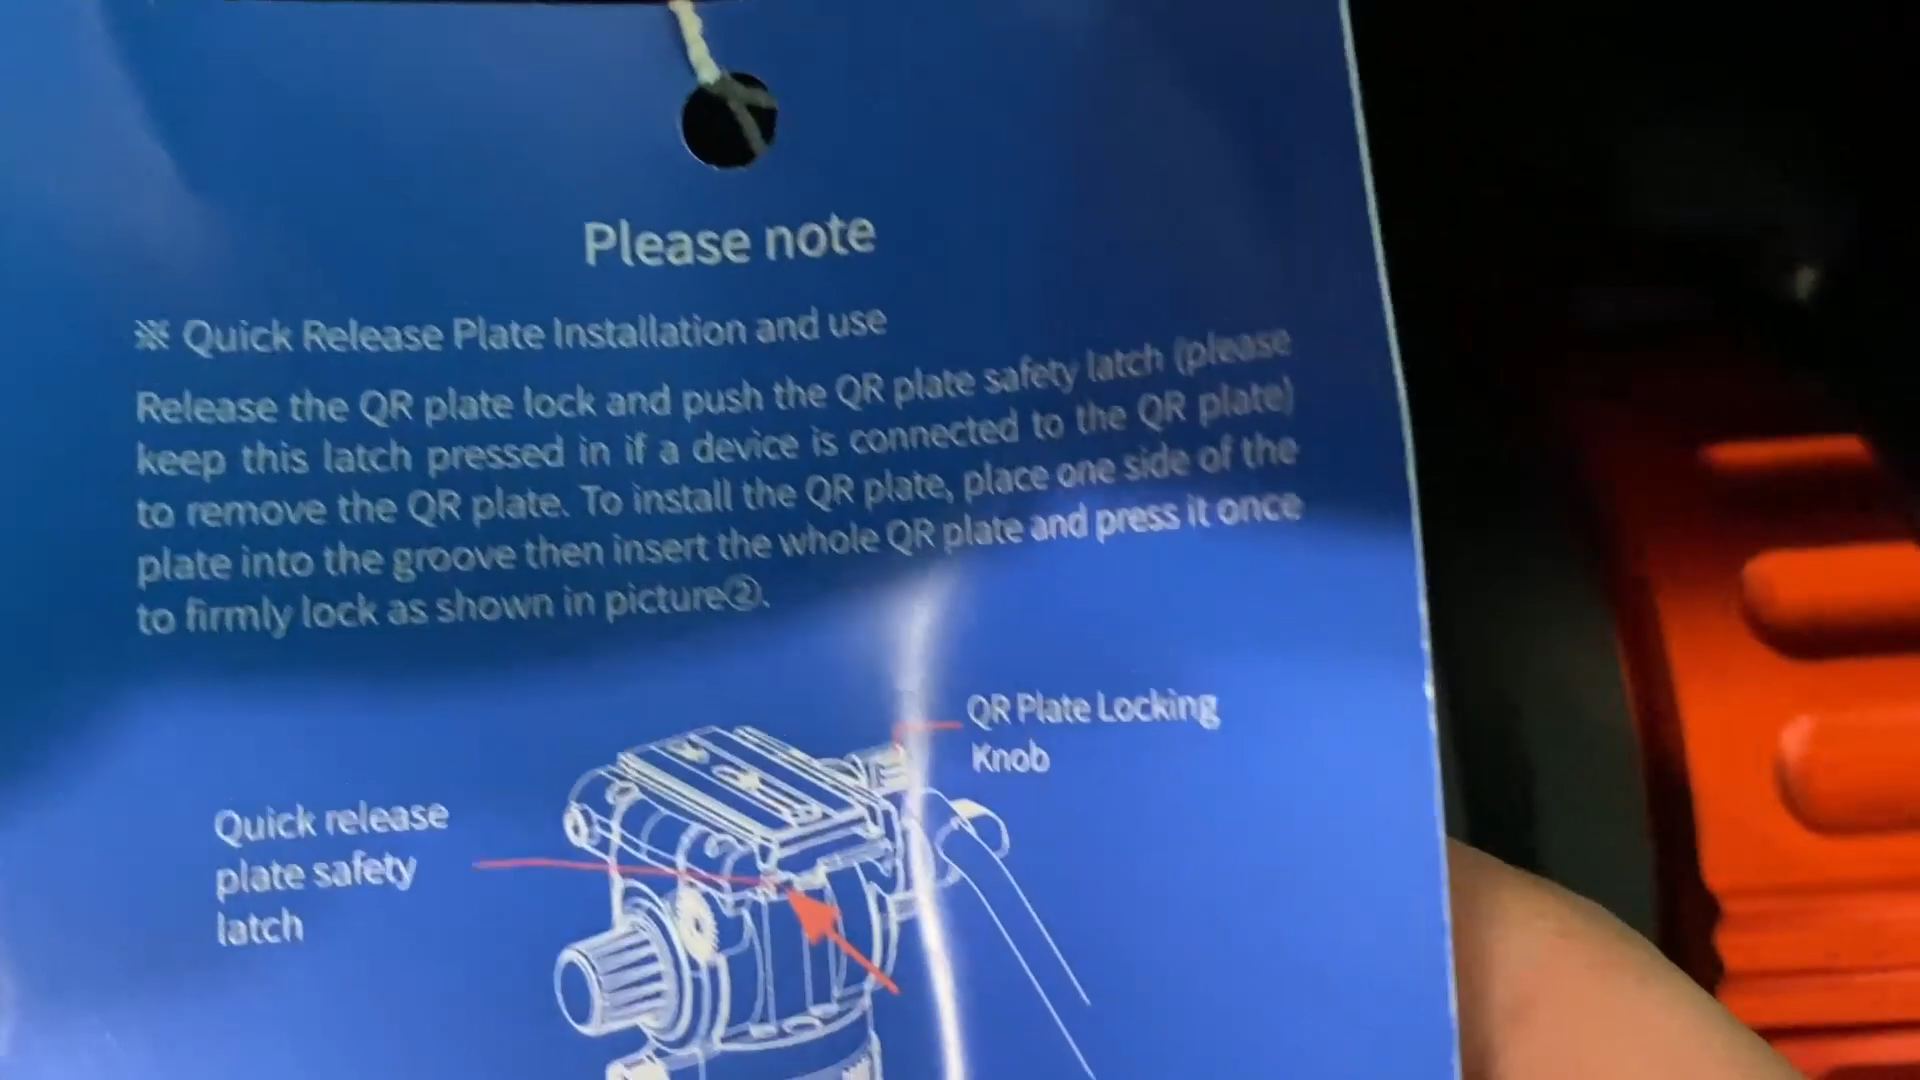 Please note
※ Quick Release Plate Installation and use
Release the QR plate lock and push the QR plate safety latch (please
keep this latch pressed in if a device is connected to the QR plate)
to remove the QR plate. To install the QR plate, place one side of the
plate into the groove then insert the whole QR plate and press it once
to firmly lock as shown in picture②.
QR Plate Locking
Knob
Quick release
plate safety
latch